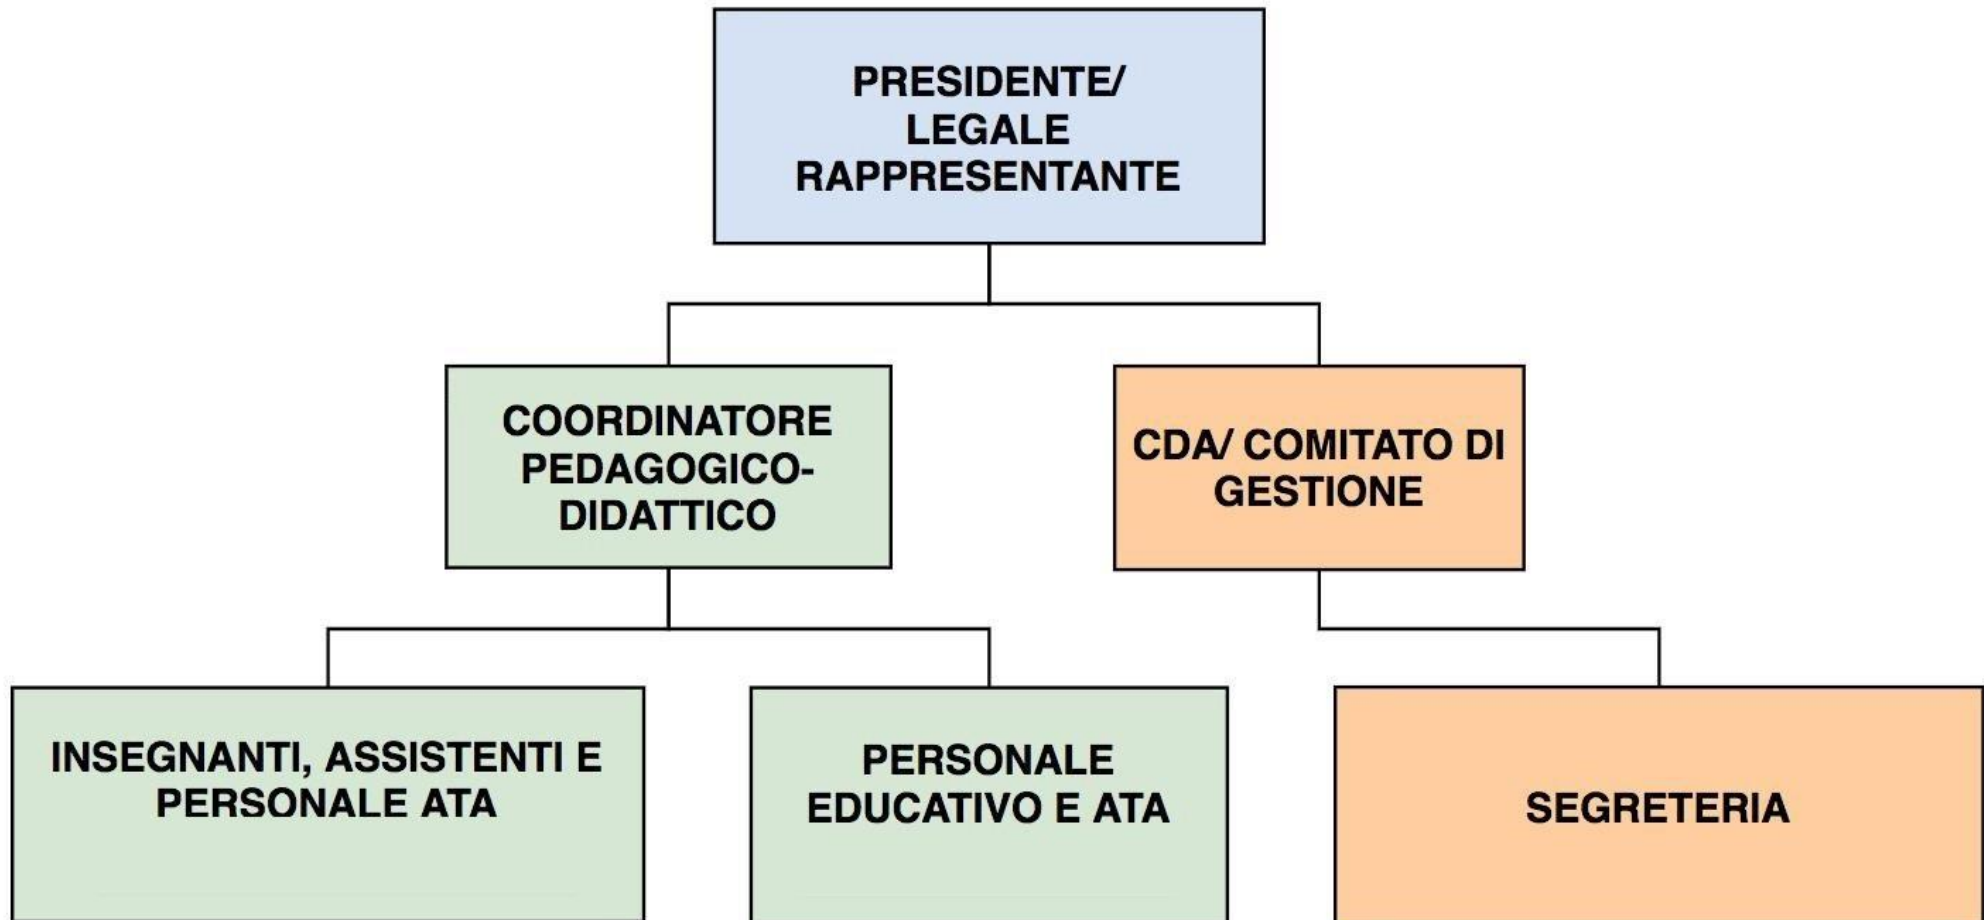 PRESIDENTE/
LEGALE
RAPPRESENTANTE
COORDINATORE
PEDAGOGICO-
DIDATTICO
CDA/ COMITATO DI
GESTIONE
INSEGNANTI, ASSISTENTI E
PERSONALE ATA
PERSONALE
EDUCATIVO E ATA
SEGRETERIA